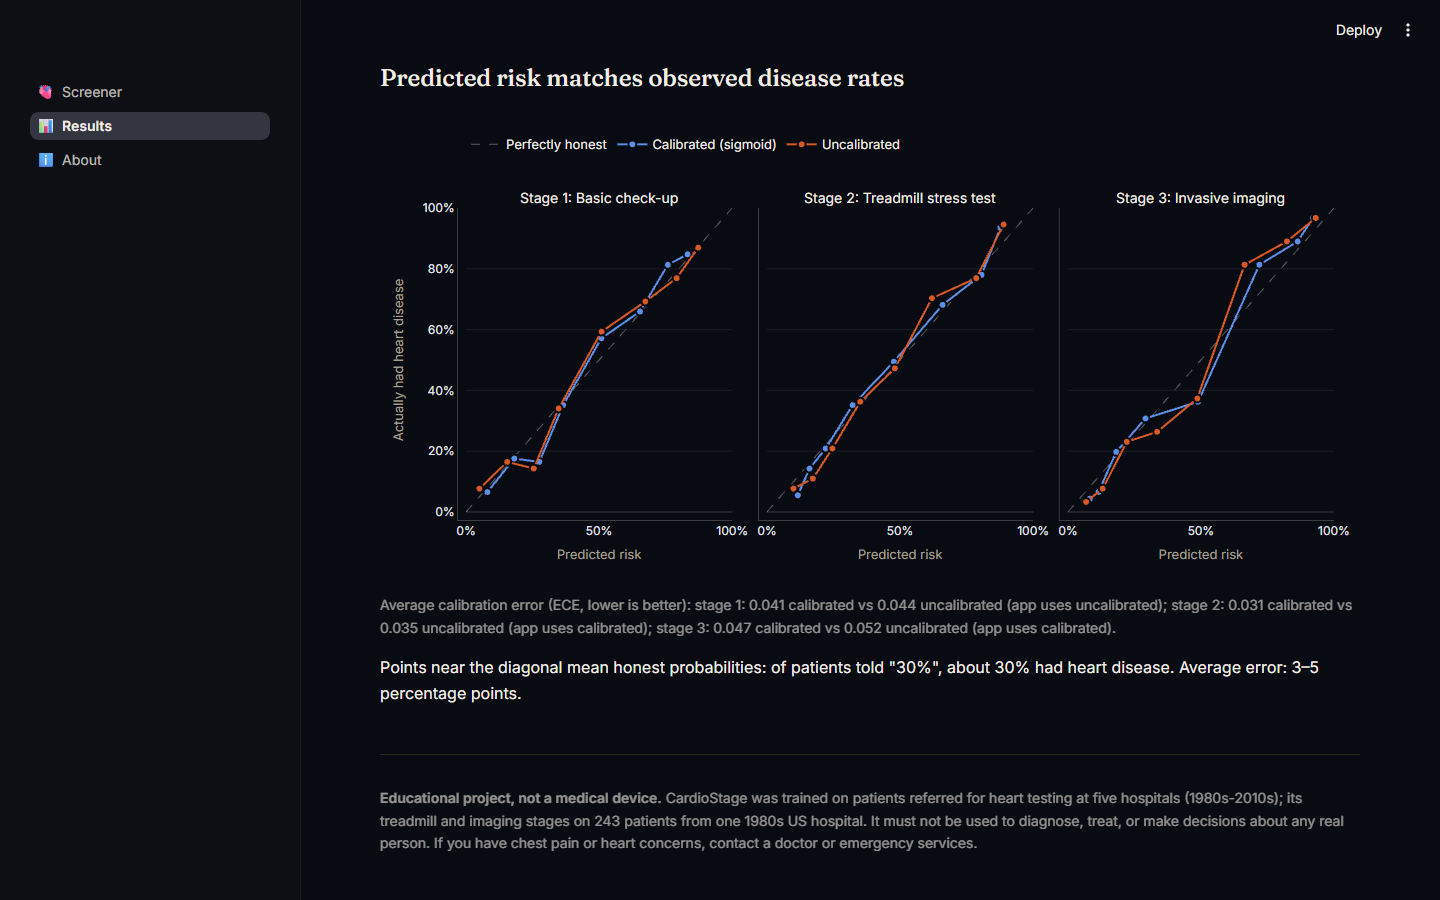 Deploy
Screener
Results
About
Predicted risk matches observed disease rates
Perfectly honest Calibrated (sigmoid) Uncalibrated
Stage 1: Basic check-up Stage 2: Treadmill stress test Stage 3: Invasive imaging
Actually had heart disease
100%
80%
60%
40%
20%
0%
0% 50% 100% 0% 50% 100% 0% 50% 100%
Predicted risk Predicted risk Predicted risk
Average calibration error (ECE, lower is better): stage 1: 0.041 calibrated vs 0.044 uncalibrated (app uses uncalibrated); stage 2: 0.031 calibrated vs
0.035 uncalibrated (app uses calibrated); stage 3: 0.047 calibrated vs 0.052 uncalibrated (app uses calibrated).
Points near the diagonal mean honest probabilities: of patients told "30%", about 30% had heart disease. Average error: 3–5
percentage points.
Educational project, not a medical device. CardioStage was trained on patients referred for heart testing at five hospitals (1980s-2010s); its
treadmill and imaging stages on 243 patients from one 1980s US hospital. It must not be used to diagnose, treat, or make decisions about any real
person. If you have chest pain or heart concerns, contact a doctor or emergency services.